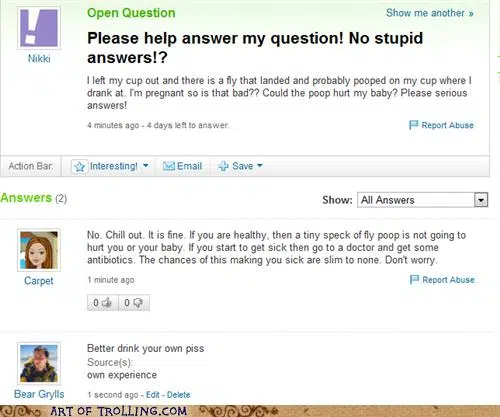 Open Question
Show me another »
Nikki
Please help answer my question! No stupid
answers!?
I left my cup out and there is a fly that landed and probably pooped on my cup where I
drank at. I'm pregnant so is that bad?? Could the poop hurt my baby? Please serious
answers!
4 minutes ago - 4 days left to answer.
Report Abuse
Action Bar:
Interesting!
Email
Save
Answers (2)
Show:
All Answers
Carpet
No. Chill out. It is fine. If you are healthy, then a tiny speck of fly poop is not going to
hurt you or your baby. If you start to get sick then go to a doctor and get some
antibiotics. The chances of this making you sick are slim to none. Don't worry.
1 minute ago
Report Abuse
0
0
Bear Grylls
Better drink your own piss
Source(s):
own experience
1 second ago - Edit - Delete
ART OF TROLLING.COM